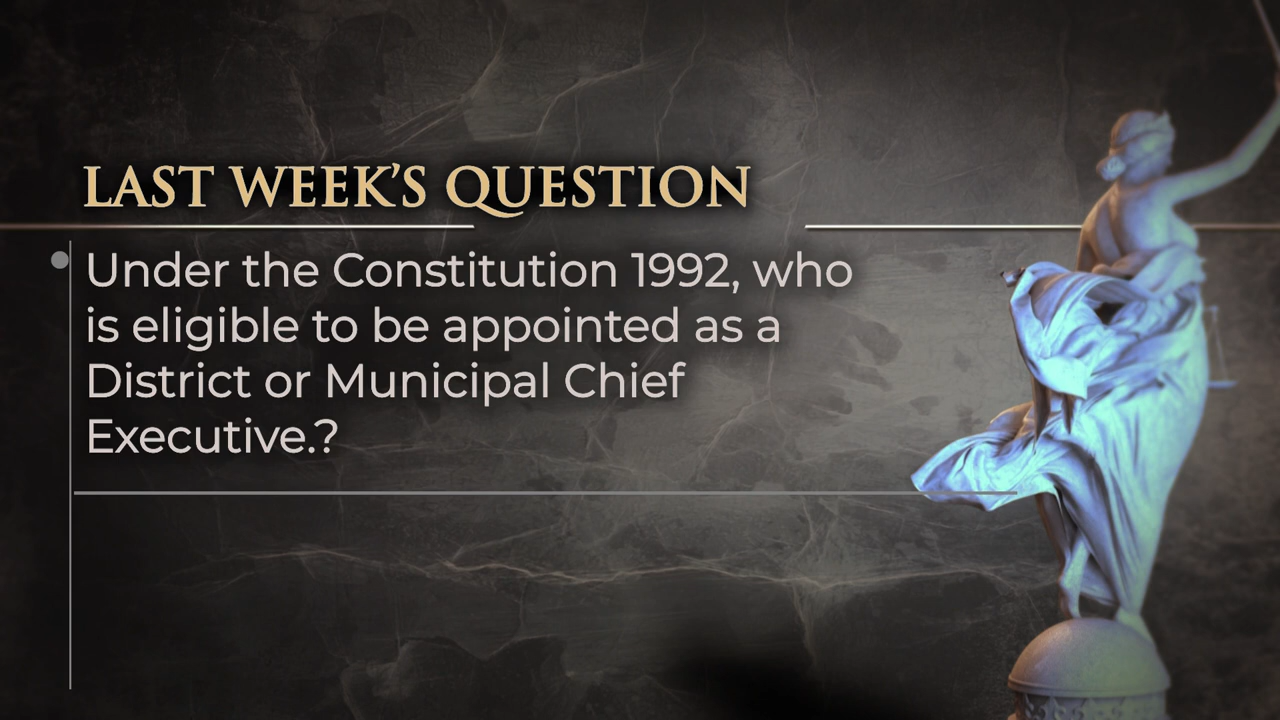 LAST WEEK'S QUESTION
Under the Constitution 1992, who
is eligible to be appointed as a
District or Municipal Chief
Executive.?